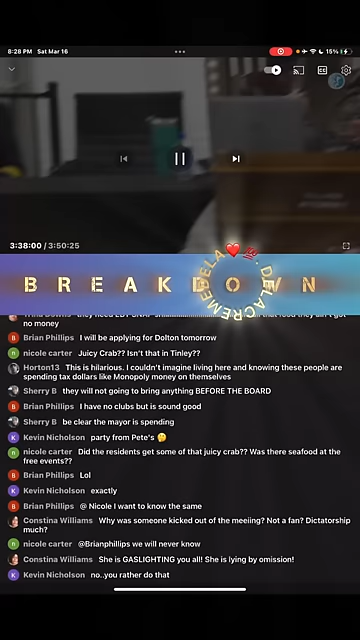 8:28 PM Sat Mar 16
15%
CC
3:38:00 / 3:50:25
BREAKDOWN
DELACREMEDELA
💯
DELACREMEDELA
no money
Brian Phillips I will be applying for Dolton tomorrow
nicole carter Juicy Crab?? Isn't that in Tinley??
Horton13 This is hilarious. I couldn't imagine living here and knowing these people are
spending tax dollars like Monopoly money on themselves
Sherry B they will not going to bring anything BEFORE THE BOARD
Brian Phillips I have no clubs but is sound good
Sherry B be clear the mayor is spending
Kevin Nicholson party from Pete's 🤔
nicole carter Did the residents get some of that juicy crab?? Was there seafood at the
free events??
Brian Phillips Lol
Kevin Nicholson exactly
Brian Phillips @ Nicole I want to know the same
Constina Williams Why was someone kicked out of the meeiing? Not a fan? Dictatorship
much?
nicole carter @Brianphillips we will never know
Constina Williams She is GASLIGHTING you all! She is lying by omission!
Kevin Nicholson no..you rather do that